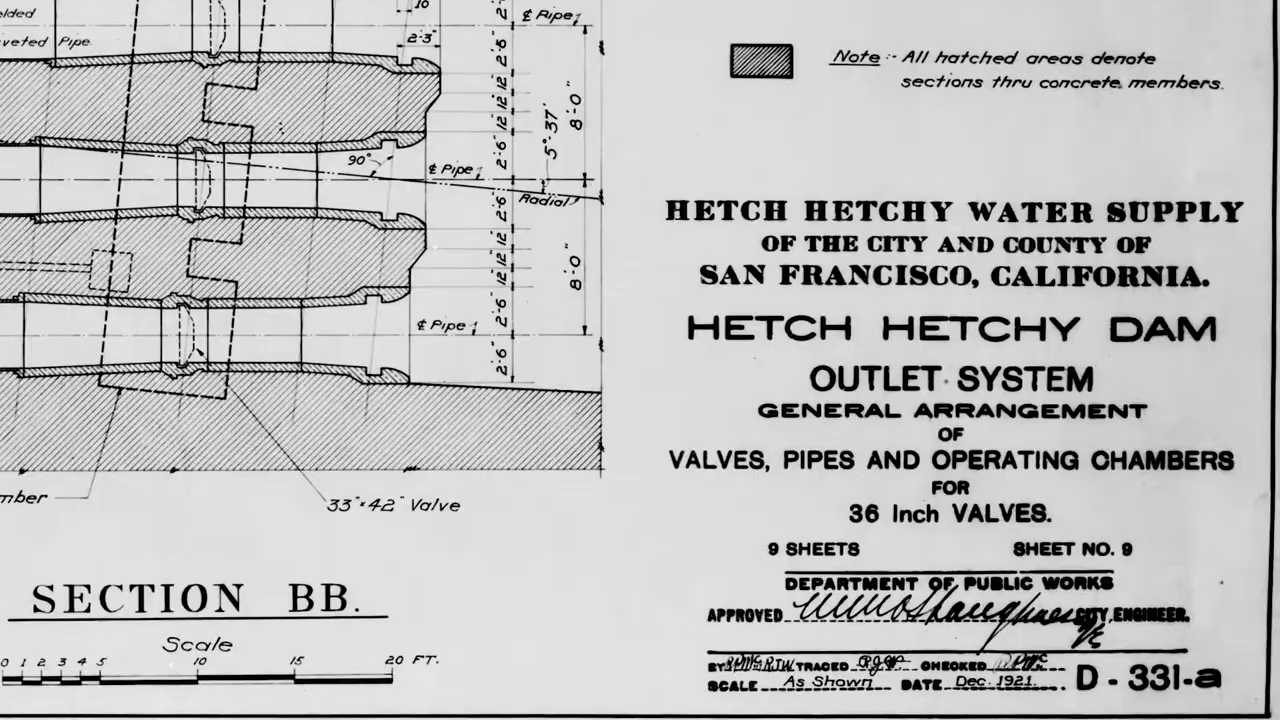 elded
veted Pipe.
10
2'-3"
2'-6"
12
12
12
2'-6"
℄ Pipe
8'-0"
5°-37'
90°
℄ Pipe
Radial
2'-6"
12
12
12
2'-6"
8'-0"
℄ Pipe
2'-6"
mber
33"×42" Valve
SECTION BB.
Scale
0 1 2 3 4 5 10 15 20 FT.
Note :- All hatched areas denote
sections thru concrete members.
HETCH HETCHY WATER SUPPLY
OF THE CITY AND COUNTY OF
SAN FRANCISCO, CALIFORNIA.
HETCH HETCHY DAM
OUTLET SYSTEM
GENERAL ARRANGEMENT
OF
VALVES, PIPES AND OPERATING CHAMBERS
FOR
36 Inch VALVES.
9 SHEETS SHEET NO. 9
DEPARTMENT OF PUBLIC WORKS
APPROVED CITY ENGINEER.
BY TRACED CHECKED
SCALE As Shown DATE Dec. 1921. D - 331-a